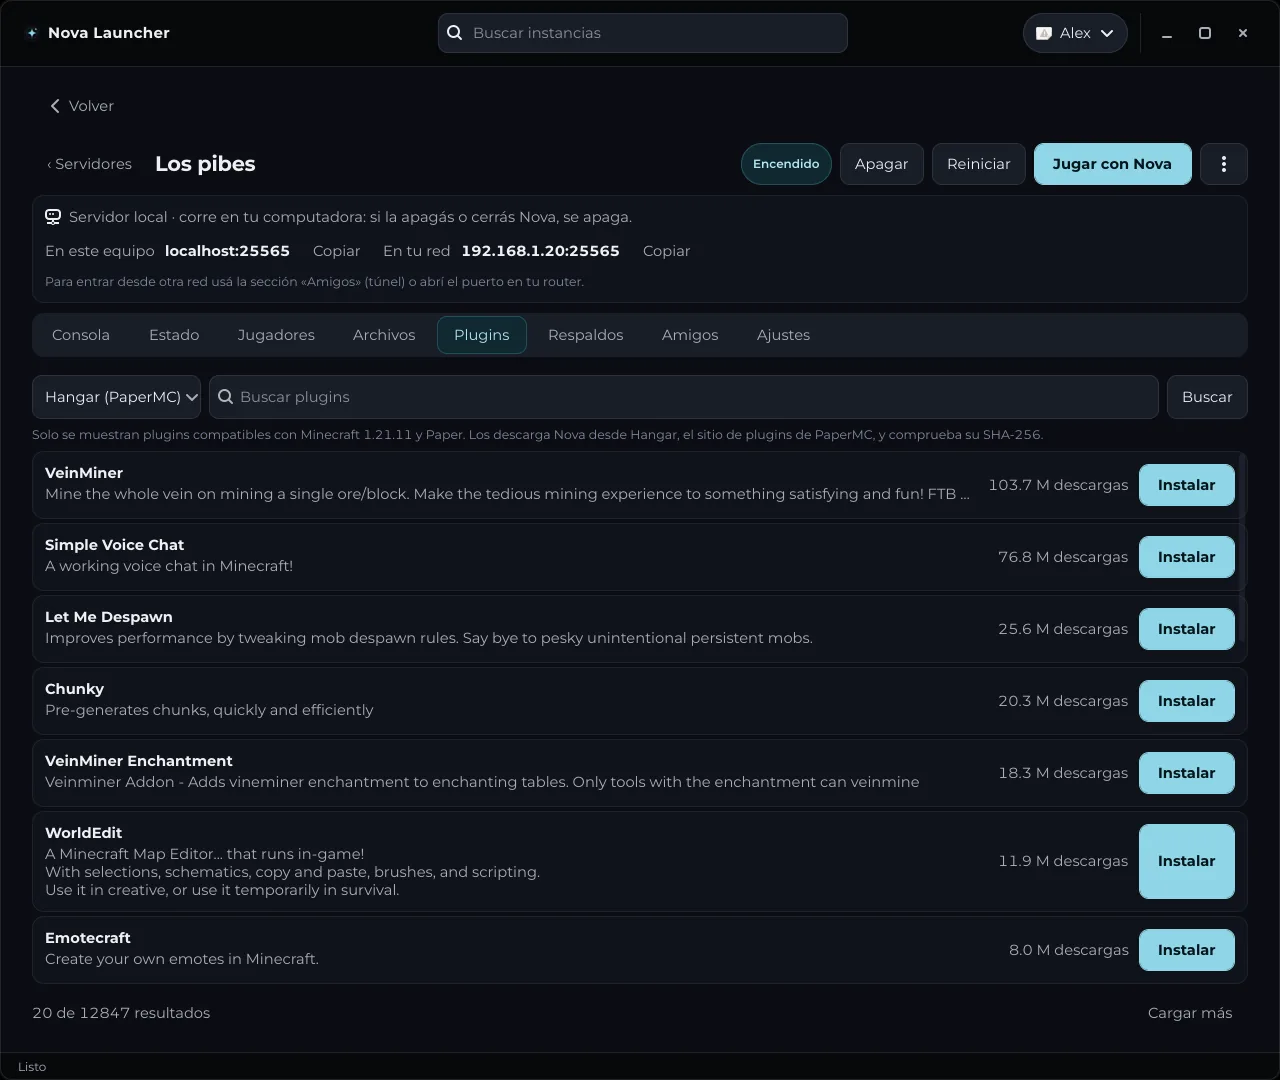 Nova Launcher
Buscar instancias
Alex
Volver
‹ Servidores
Los pibes
Encendido
Apagar
Reiniciar
Jugar con Nova
Servidor local · corre en tu computadora: si la apagás o cerrás Nova, se apaga.
En este equipo localhost:25565 Copiar En tu red 192.168.1.20:25565 Copiar
Para entrar desde otra red usá la sección «Amigos» (túnel) o abrí el puerto en tu router.
Consola Estado Jugadores Archivos Plugins Respaldos Amigos Ajustes
Hangar (PaperMC)
Buscar plugins
Buscar
Solo se muestran plugins compatibles con Minecraft 1.21.11 y Paper. Los descarga Nova desde Hangar, el sitio de plugins de PaperMC, y comprueba su SHA-256.
VeinMiner
Mine the whole vein on mining a single ore/block. Make the tedious mining experience to something satisfying and fun! FTB ...
103.7 M descargas
Instalar
Simple Voice Chat
A working voice chat in Minecraft!
76.8 M descargas
Instalar
Let Me Despawn
Improves performance by tweaking mob despawn rules. Say bye to pesky unintentional persistent mobs.
25.6 M descargas
Instalar
Chunky
Pre-generates chunks, quickly and efficiently
20.3 M descargas
Instalar
VeinMiner Enchantment
Veinminer Addon - Adds vineminer enchantment to enchanting tables. Only tools with the enchantment can veinmine
18.3 M descargas
Instalar
WorldEdit
A Minecraft Map Editor... that runs in-game!
With selections, schematics, copy and paste, brushes, and scripting.
Use it in creative, or use it temporarily in survival.
11.9 M descargas
Instalar
Emotecraft
Create your own emotes in Minecraft.
8.0 M descargas
Instalar
20 de 12847 resultados
Cargar más
Listo